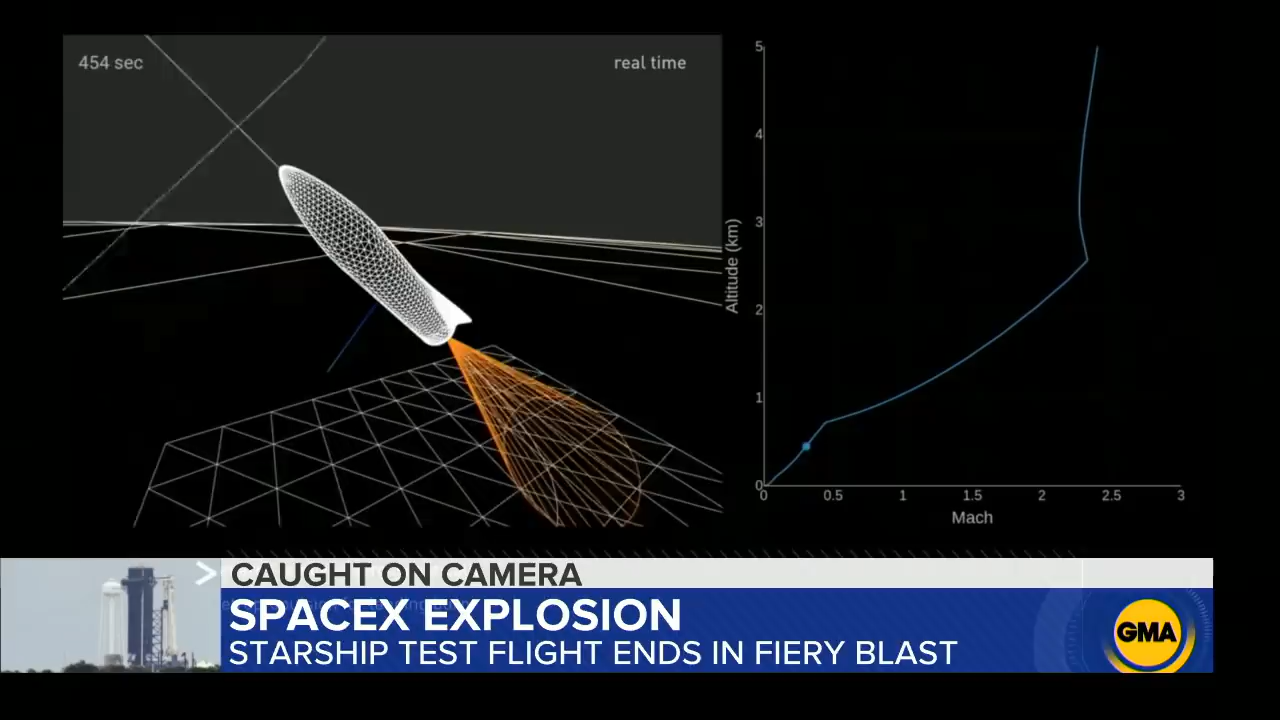 454 sec
real time
5
4
3
2
1
0
Altitude (km)
0
0.5
1
1.5
2
2.5
3
Mach
CAUGHT ON CAMERA
SPACEX EXPLOSION
STARSHIP TEST FLIGHT ENDS IN FIERY BLAST
GMA